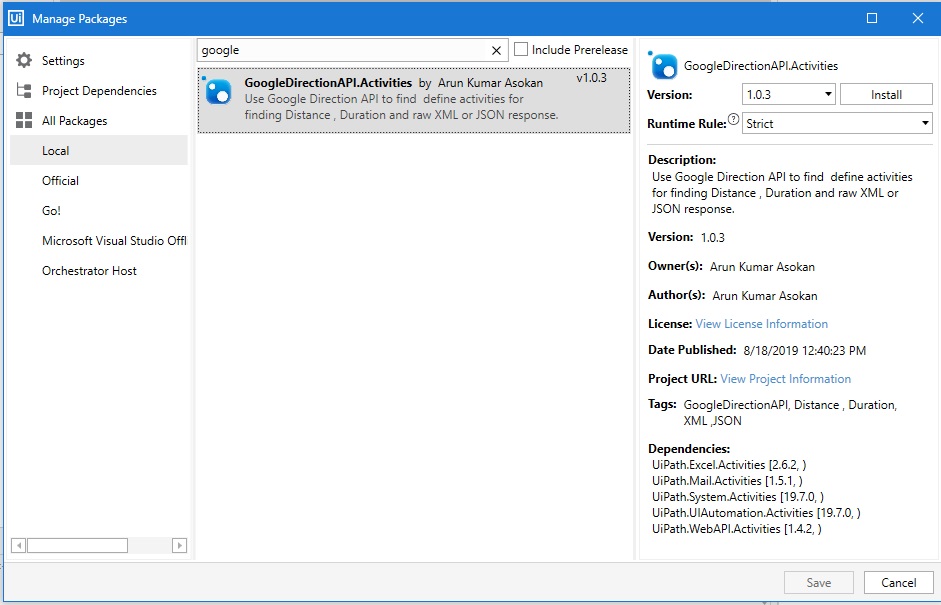 Ui Manage Packages
Settings
Project Dependencies
All Packages
Local
Official
Go!
Microsoft Visual Studio Offl
Orchestrator Host
google
Include Prerelease
GoogleDirectionAPI.Activities by Arun Kumar Asokan v1.0.3
Use Google Direction API to find define activities for
finding Distance , Duration and raw XML or JSON response.
GoogleDirectionAPI.Activities
Version: 1.0.3 Install
Runtime Rule: ? Strict
Description:
Use Google Direction API to find define activities
for finding Distance , Duration and raw XML or
JSON response.
Version: 1.0.3
Owner(s): Arun Kumar Asokan
Author(s): Arun Kumar Asokan
License: View License Information
Date Published: 8/18/2019 12:40:23 PM
Project URL: View Project Information
Tags: GoogleDirectionAPI, Distance , Duration,
XML ,JSON
Dependencies:
UiPath.Excel.Activities [2.6.2, )
UiPath.Mail.Activities [1.5.1, )
UiPath.System.Activities [19.7.0, )
UiPath.UIAutomation.Activities [19.7.0, )
UiPath.WebAPI.Activities [1.4.2, )
Save Cancel